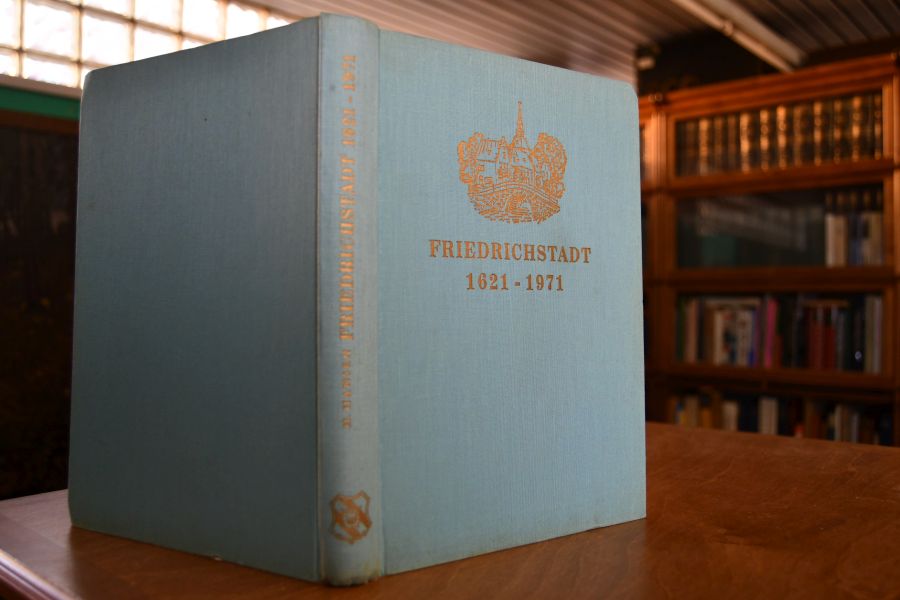 FRIEDRICHSTADT
1621 - 1971
FRIEDRICHSTADT 1621 - 1971